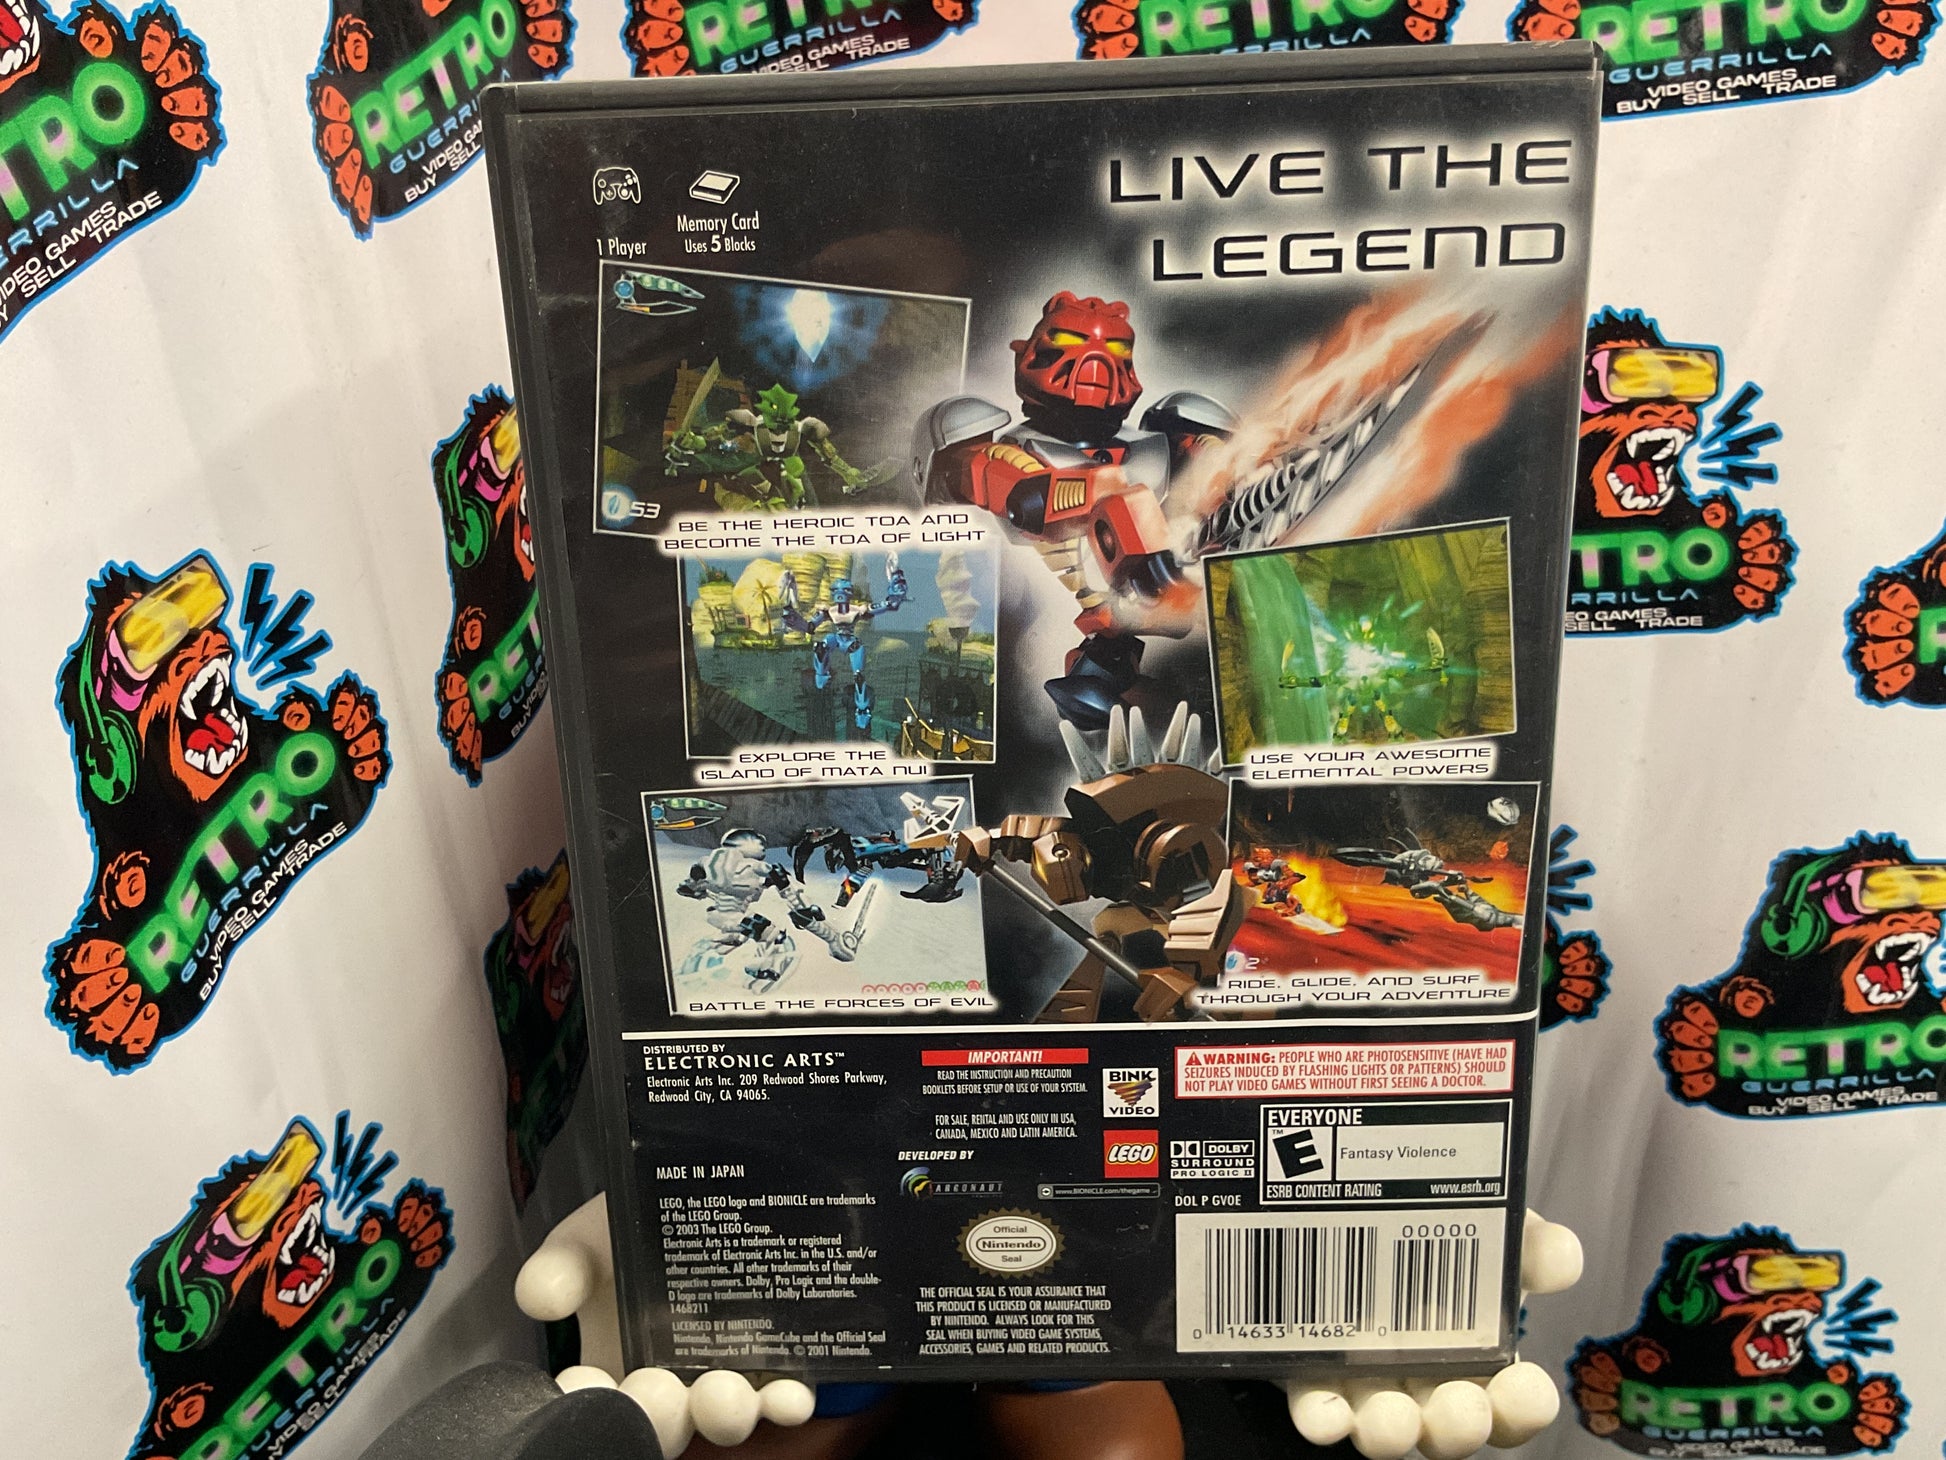 LIVE THE
LEGEND
1 Player
Memory Card
Uses 5 Blocks
53
BE THE HEROIC TOA AND
BECOME THE TOA OF LIGHT
EXPLORE THE
ISLAND OF MATA NUI
USE YOUR AWESOME
ELEMENTAL POWERS
BATTLE THE FORCES OF EVIL
2
RIDE, GLIDE, AND SURF
THROUGH YOUR ADVENTURE
DISTRIBUTED BY
ELECTRONIC ARTS™
Electronic Arts Inc. 209 Redwood Shores Parkway,
Redwood City, CA 94065.
IMPORTANT!
READ THE INSTRUCTION AND PRECAUTION
BOOKLETS BEFORE SETUP OR USE OF YOUR SYSTEM.
FOR SALE, RENTAL AND USE ONLY IN USA,
CANADA, MEXICO AND LATIN AMERICA.
BINK
VIDEO
WARNING: PEOPLE WHO ARE PHOTOSENSITIVE (HAVE HAD
SEIZURES INDUCED BY FLASHING LIGHTS OR PATTERNS) SHOULD
NOT PLAY VIDEO GAMES WITHOUT FIRST SEEING A DOCTOR.
DEVELOPED BY
ARGONAUT
LEGO
www.BIONICLE.com/thegame
DOLBY
SURROUND
PRO LOGIC II
EVERYONE
E
Fantasy Violence
ESRB CONTENT RATING www.esrb.org
DOL P GVOE
MADE IN JAPAN
LEGO, the LEGO logo and BIONICLE are trademarks
of the LEGO Group.
© 2003 The LEGO Group.
Electronic Arts is a trademark or registered
trademark of Electronic Arts Inc. in the U.S. and/or
other countries. All other trademarks of their
respective owners. Dolby, Pro Logic and the double-
D logo are trademarks of Dolby Laboratories.
1468211
LICENSED BY NINTENDO.
Nintendo, Nintendo GameCube and the Official Seal
are trademarks of Nintendo. © 2001 Nintendo.
Official
Nintendo
Seal
THE OFFICIAL SEAL IS YOUR ASSURANCE THAT
THIS PRODUCT IS LICENSED OR MANUFACTURED
BY NINTENDO. ALWAYS LOOK FOR THIS
SEAL WHEN BUYING VIDEO GAME SYSTEMS,
ACCESSORIES, GAMES AND RELATED PRODUCTS.
00000
0 14633 14682 0
RETRO
GUERRILLA
VIDEO GAMES
BUY SELL TRADE